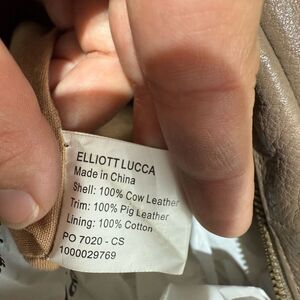 ELLIOTT LUCCA
Made in China
Shell: 100% Cow Leather
Trim: 100% Pig Leather
Lining: 100% Cotton
PO 7020 - CS
1000029769